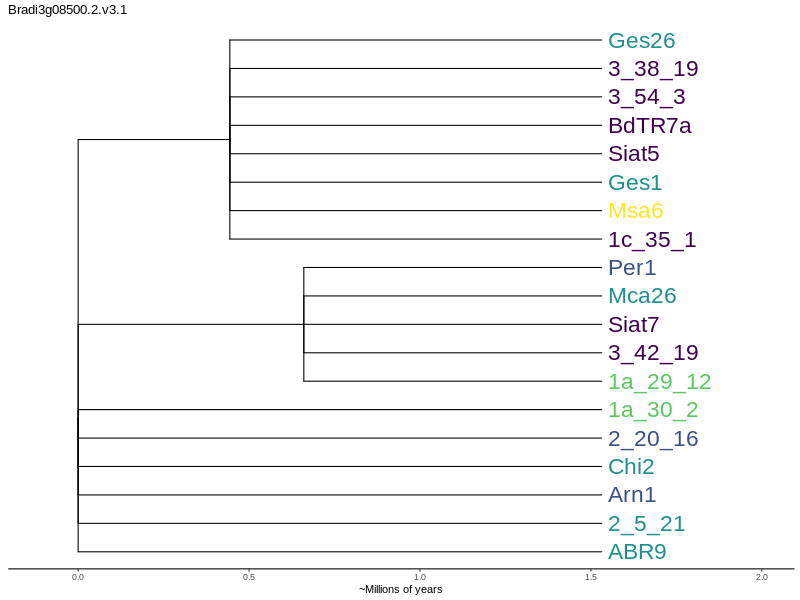 Bradi3g08500.2.v3.1
Ges26
3_38_19
3_54_3
BdTR7a
Siat5
Ges1
Msa6
1c_35_1
Per1
Mca26
Siat7
3_42_19
1a_29_12
1a_30_2
2_20_16
Chi2
Arn1
2_5_21
ABR9
0.0 0.5 1.0 1.5 2.0
~Millions of years